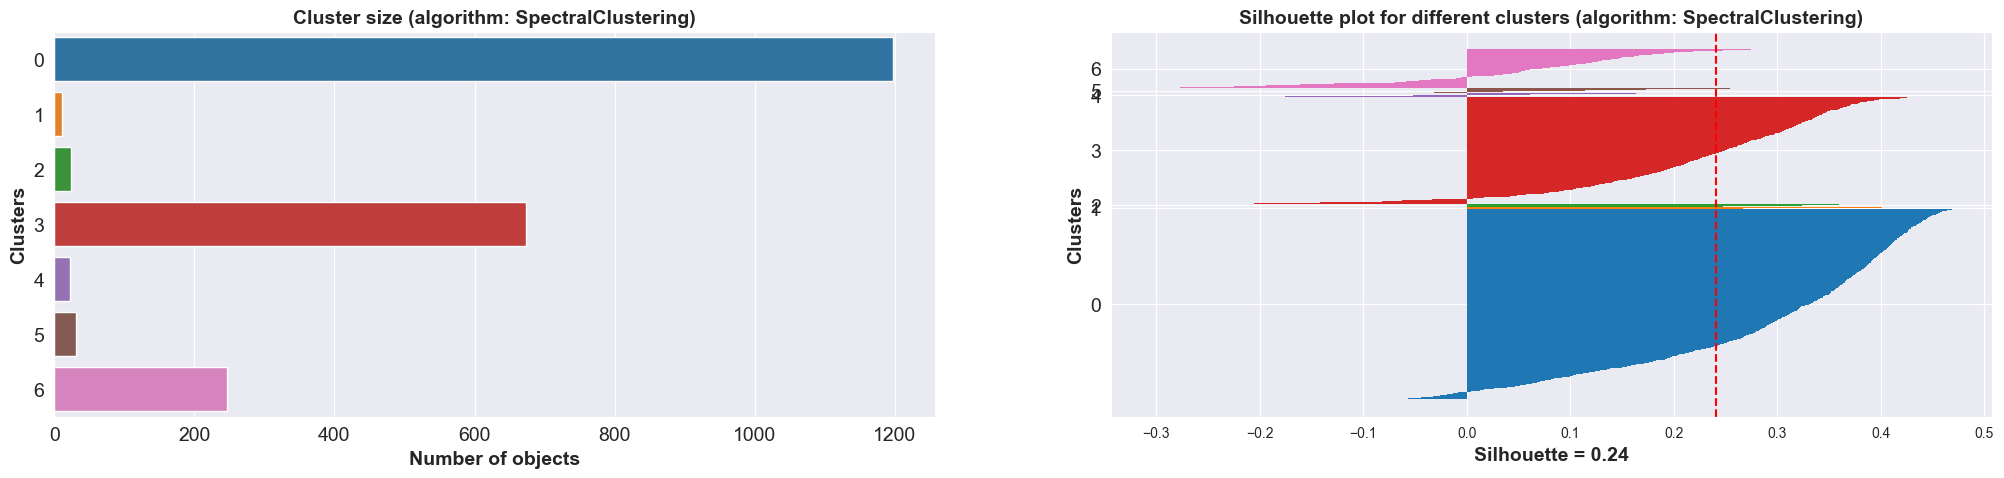 Cluster size (algorithm: SpectralClustering)
Clusters
0
1
2
3
4
5
6
0 200 400 600 800 1000 1200
Number of objects
Silhouette plot for different clusters (algorithm: SpectralClustering)
Clusters
6
5
4
3
2
1
0
−0.3 −0.2 −0.1 0.0 0.1 0.2 0.3 0.4 0.5
Silhouette = 0.24